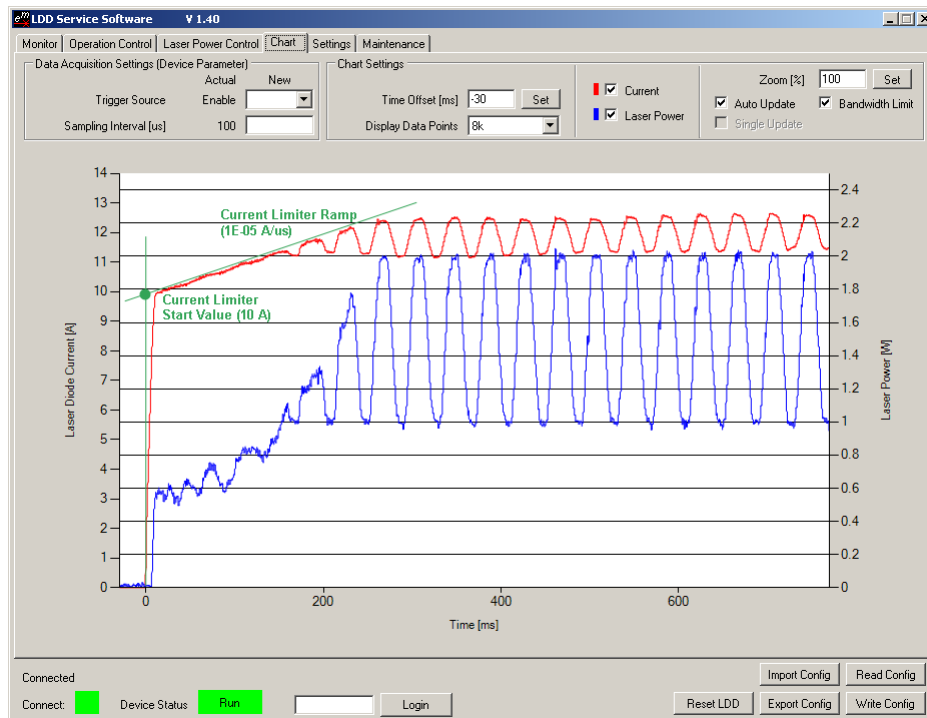 em LDD Service Software V 1.40
Monitor Operation Control Laser Power Control Chart Settings Maintenance
Data Acquisition Settings (Device Parameter)
Actual New
Trigger Source Enable
Sampling Interval [us] 100
Chart Settings
Time Offset [ms] -30 Set
Display Data Points 8k
Current
Laser Power
Zoom [%] 100 Set
Auto Update Bandwidth Limit
Single Update
14
13
12
11
10
9
8
7
6
5
4
3
2
1
0
Laser Diode Current [A]
Current Limiter Ramp
(1E-05 A/us)
Current Limiter
Start Value (10 A)
2.4
2.2
2
1.8
1.6
1.4
1.2
1
0.8
0.6
0.4
0.2
0
Laser Power [W]
0 200 400 600
Time [ms]
Connected
Connect: Device Status Run Login
Import Config Read Config
Reset LDD Export Config Write Config